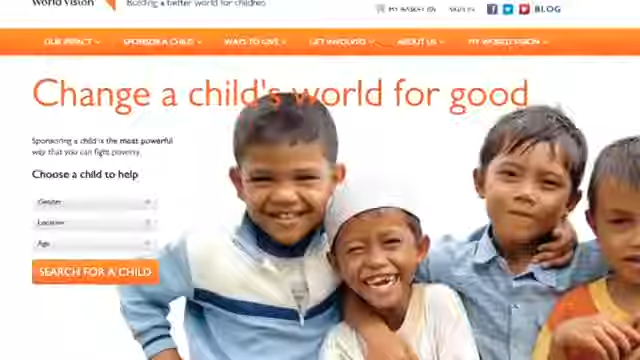 World Vision
Building a better world for children
MY BASKET (0) SIGN IN BLOG
OUR IMPACT SPONSOR A CHILD WAYS TO GIVE GET INVOLVED ABOUT US MY WORLD VISION
Change a child's world for good
Sponsoring a child is the most powerful
way that you can fight poverty.
Choose a child to help
Gender
Location
Age
SEARCH FOR A CHILD